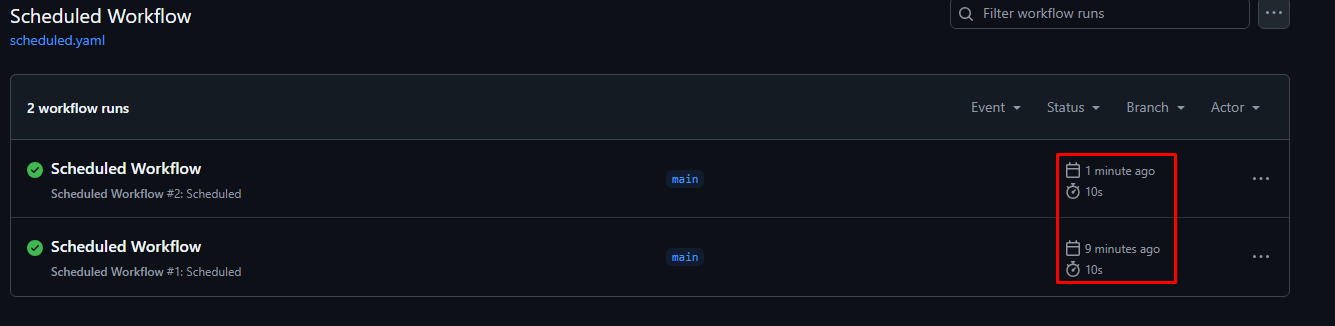 Scheduled Workflow
Filter workflow runs
scheduled.yaml
2 workflow runs
Event
Status
Branch
Actor
Scheduled Workflow
Scheduled Workflow #2: Scheduled
main
1 minute ago
10s
Scheduled Workflow
Scheduled Workflow #1: Scheduled
main
9 minutes ago
10s